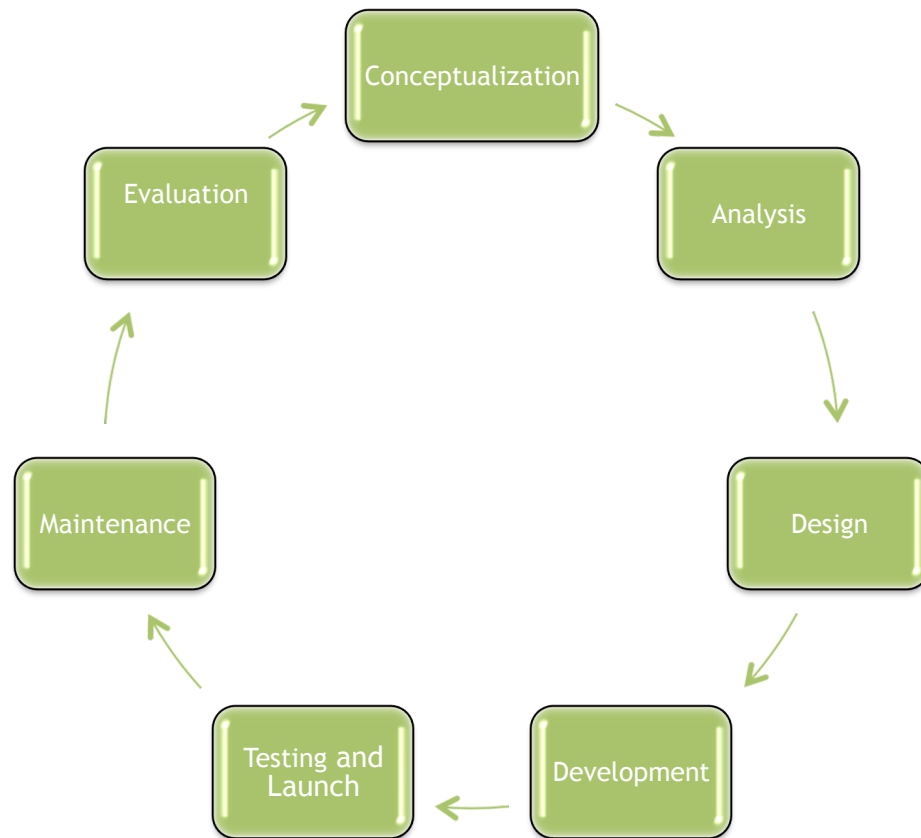 Conceptualization
Analysis
Design
Development
Testing and
Launch
Maintenance
Evaluation